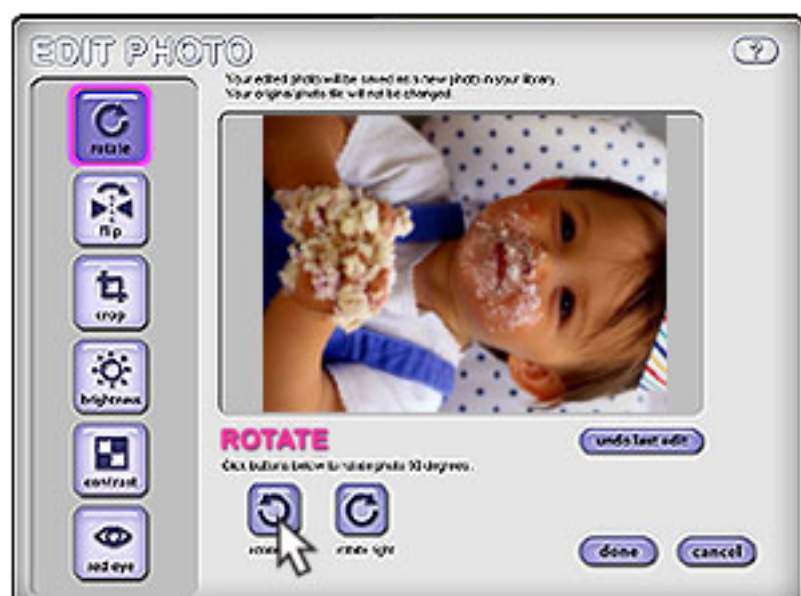 EDIT PHOTO
?
Your edited photo will be saved as a new photo in your library.
Your original photo file will not be changed.
rotate
flip
crop
brightness
contrast
red eye
ROTATE
undo last edit
Click buttons below to rotate photo 90 degrees.
rotate right
done
cancel